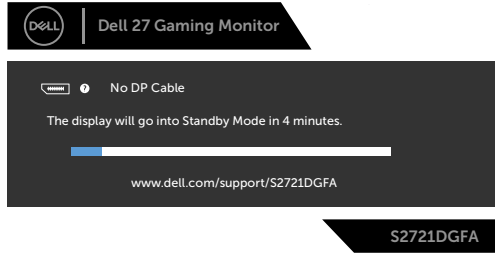 DELL
Dell 27 Gaming Monitor
? No DP Cable
The display will go into Standby Mode in 4 minutes.
www.dell.com/support/S2721DGFA
S2721DGFA